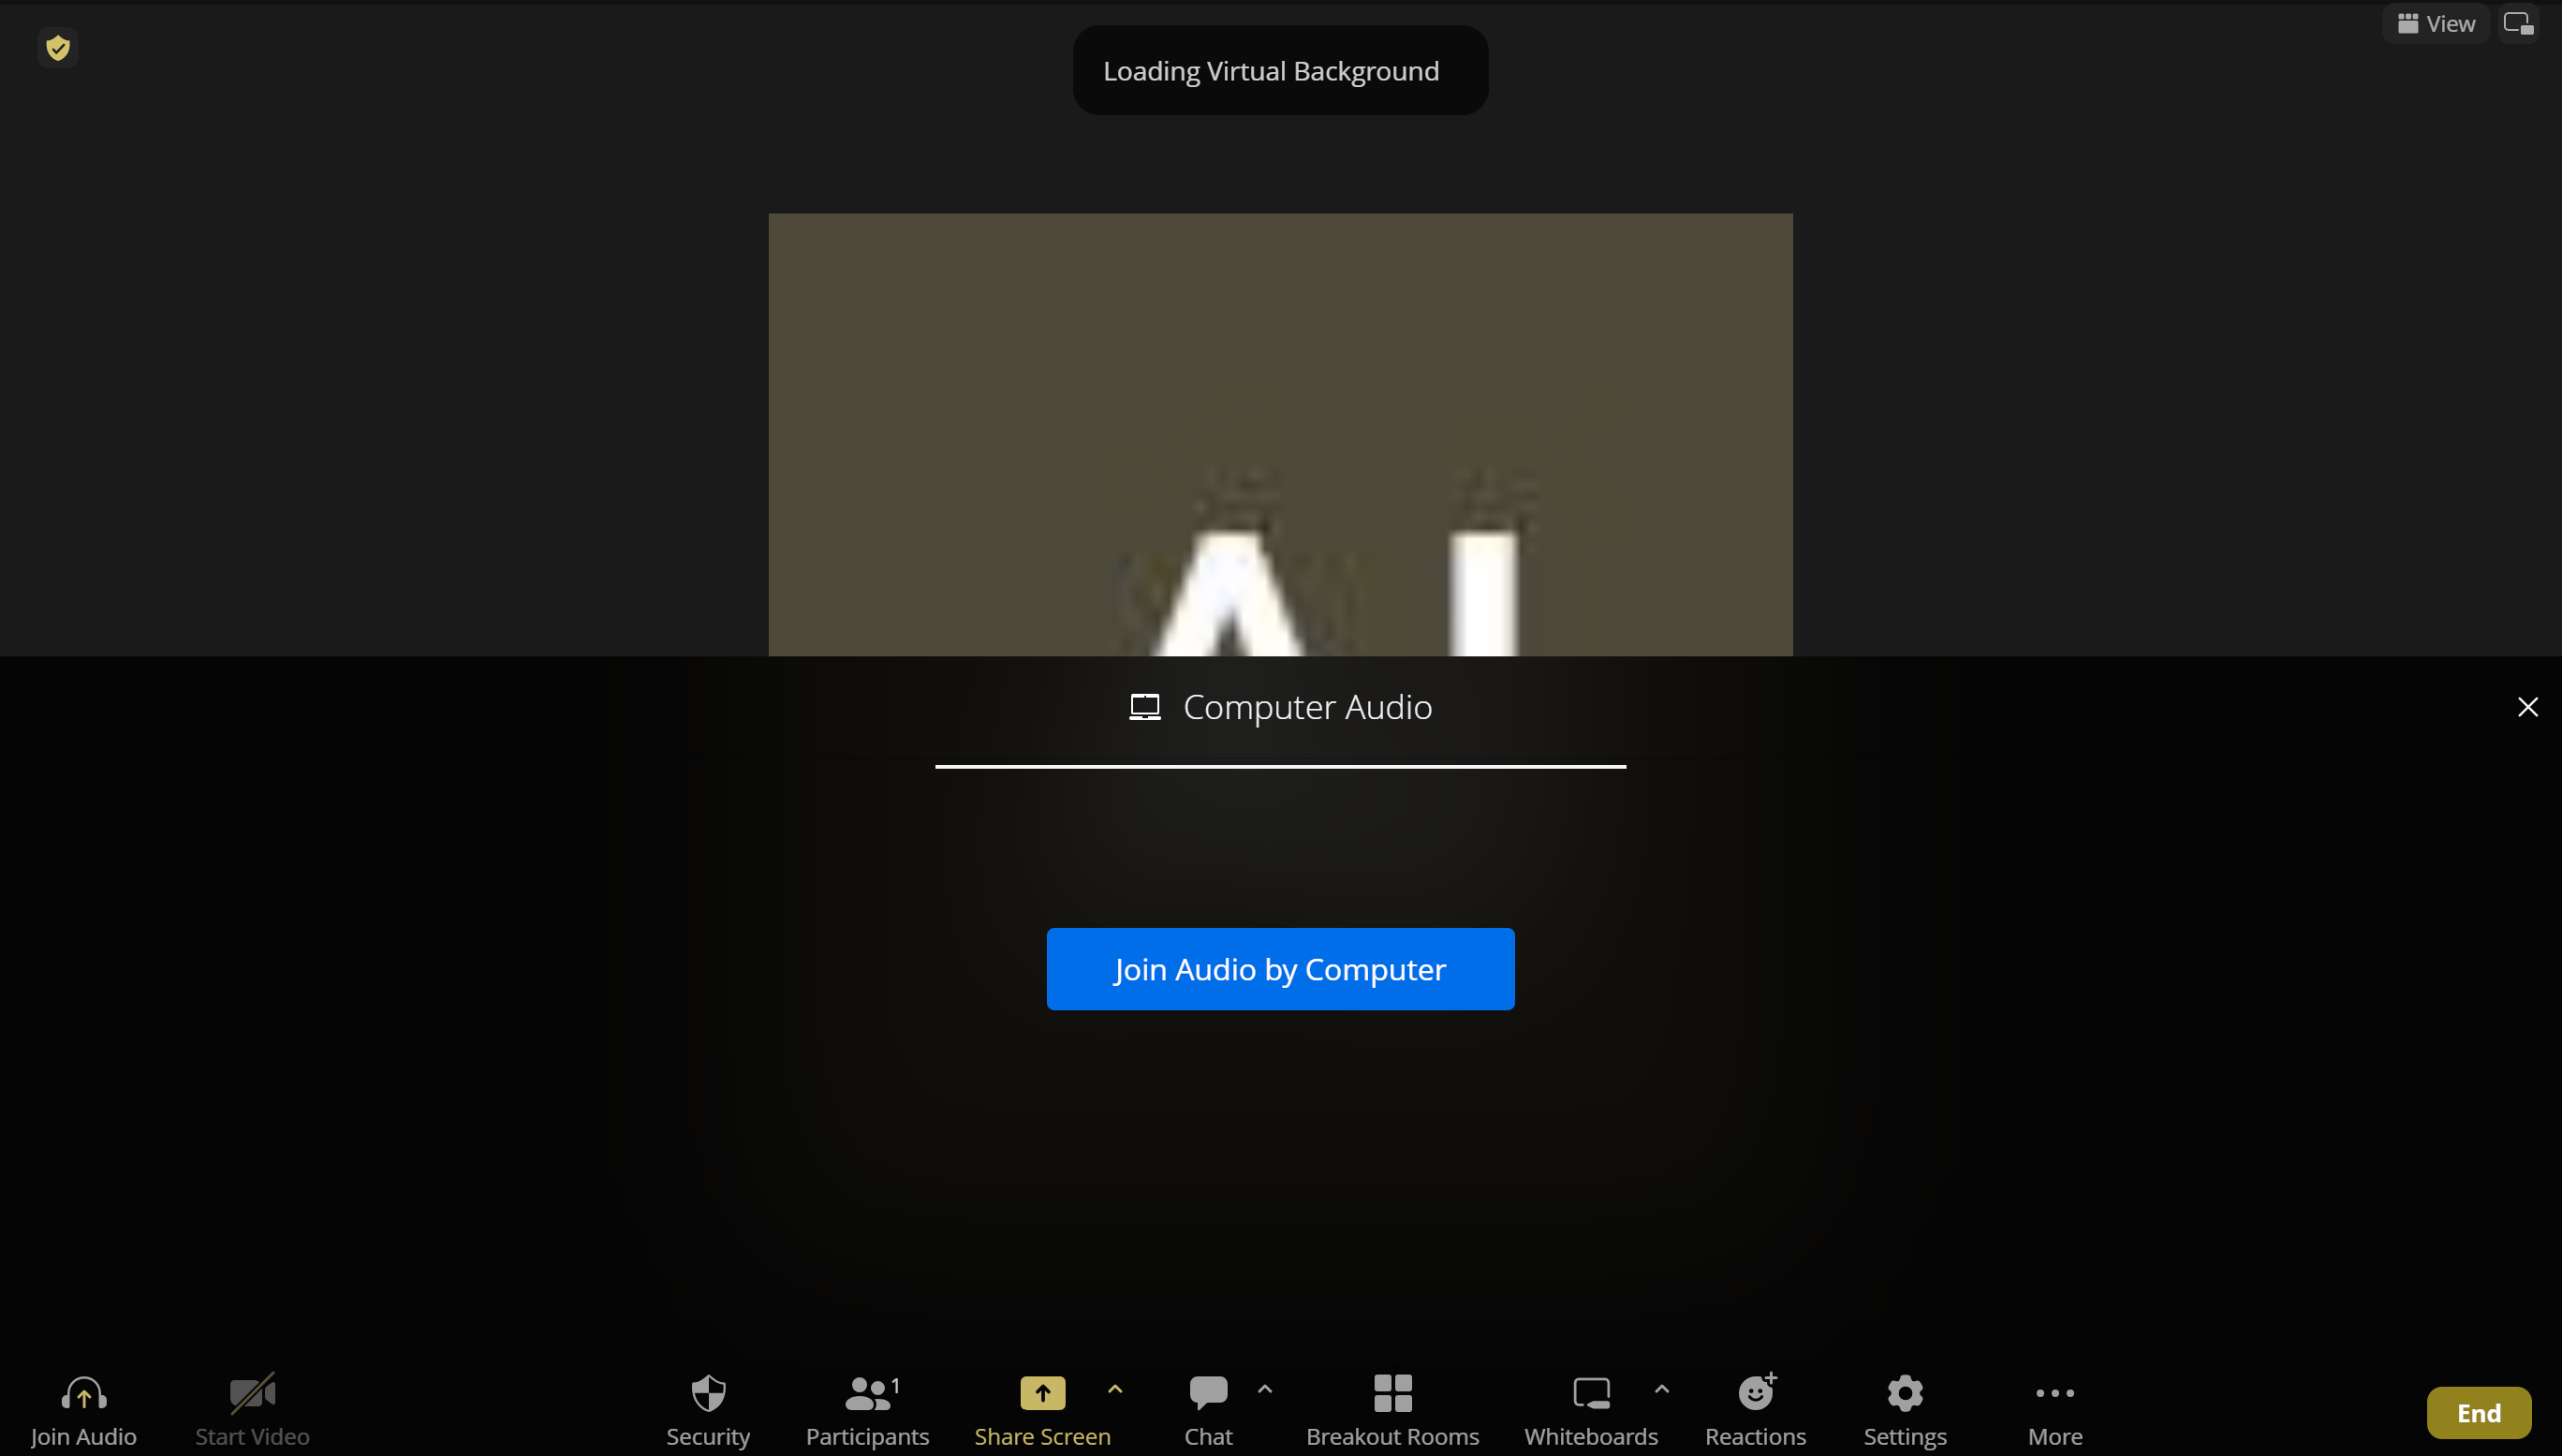 View
Loading Virtual Background
Computer Audio
Join Audio by Computer
Join Audio
Start Video
Security
Participants
1
Share Screen
Chat
Breakout Rooms
Whiteboards
Reactions
Settings
More
End